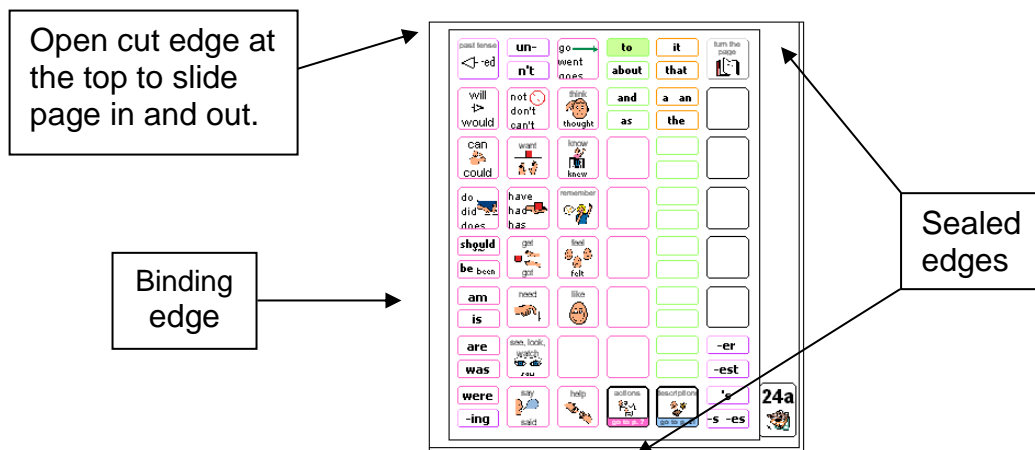 Open cut edge at
the top to slide
page in and out.
past tense
-ed
un-
n't
go
went
goes
to
about
it
that
turn the
page
will
would
not
don't
can't
think
thought
and
as
a an
the
can
could
want
know
knew
do
did
does
have
had
has
remember
should
be been
get
got
feel
felt
am
is
need
like
are
was
see, look,
watch
-er
-est
were
-ing
say
said
help
actions
go to p. 7
description
's
-s -es
24a
Binding
edge
Sealed
edges